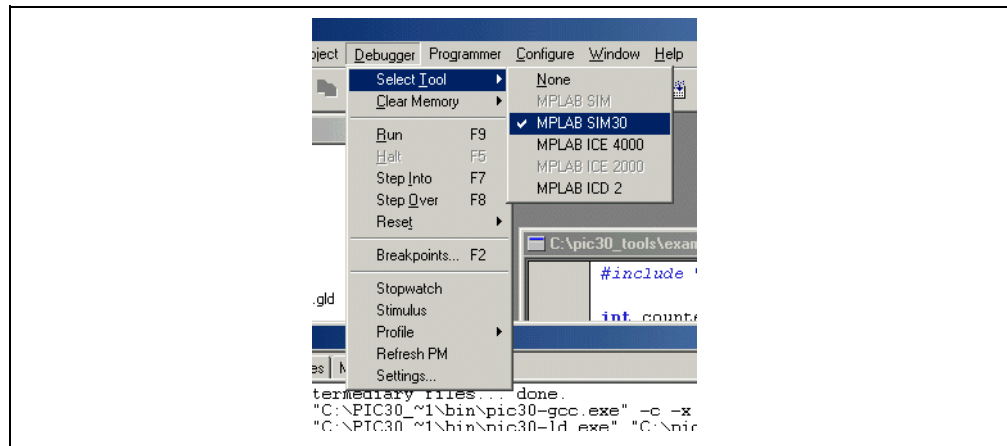 Debugger Programmer Configure Window Help
Select Tool
Clear Memory
Run F9
Halt F5
Step Into F7
Step Over F8
Reset
Breakpoints... F2
Stopwatch
Stimulus
Profile
Refresh PM
Settings...
None
MPLAB SIM
MPLAB SIM30
MPLAB ICE 4000
MPLAB ICE 2000
MPLAB ICD 2
C:\pic30_tools\exam
#include "
int counte
.gld
termediary files... done.
"C:\PIC30_~1\bin\pic30-gcc.exe" -c -x
"C:\PIC30_~1\bin\pic30-ld.exe" "C:\pic